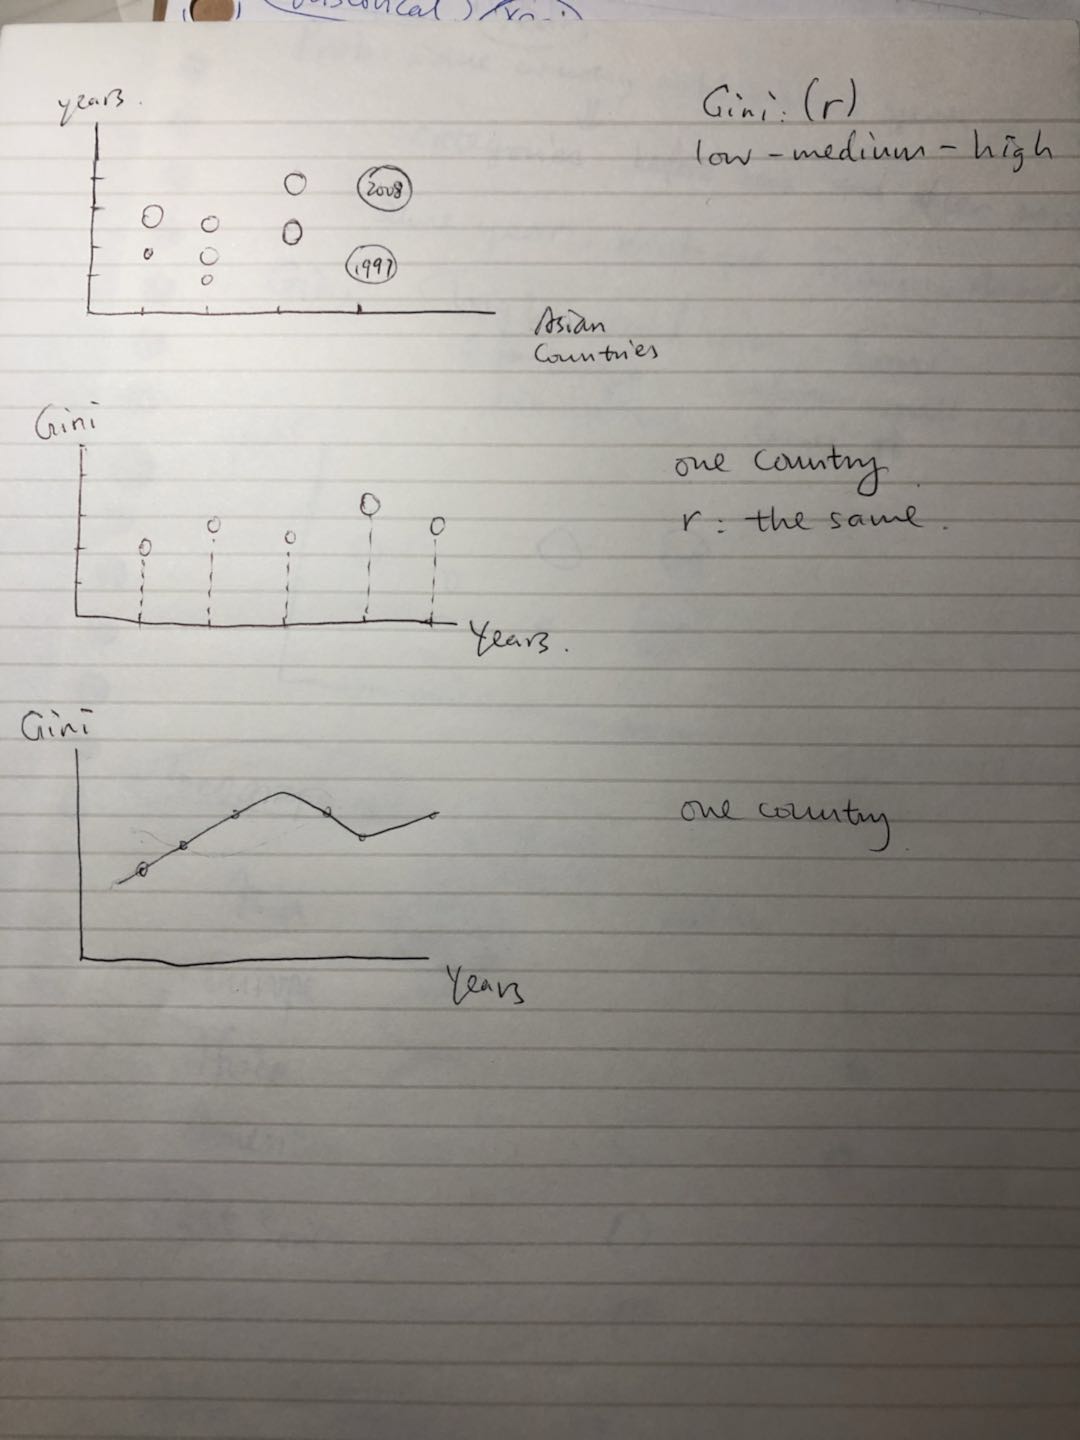 historical
years.
Gini: (r)
low - medium - high
2008
1997
Asian
Countries
Gini
one country.
r: the same.
Years.
Gini
one country.
Years